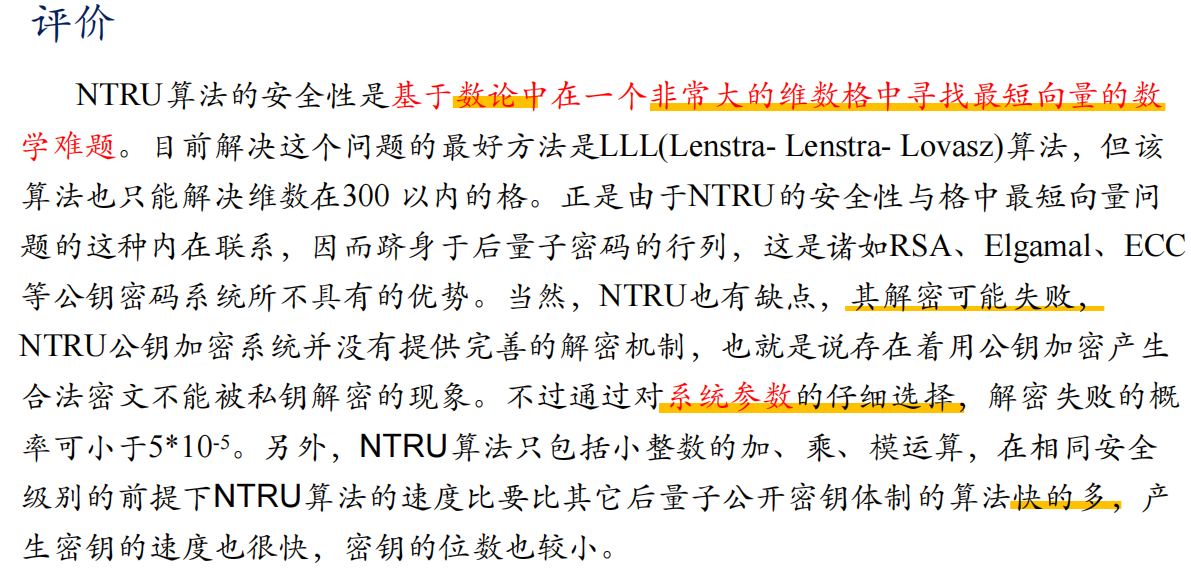 评价
NTRU算法的安全性是基于数论中在一个非常大的维数格中寻找最短向量的数
学难题。目前解决这个问题的最好方法是LLL(Lenstra- Lenstra- Lovasz)算法，但该
算法也只能解决维数在300 以内的格。正是由于NTRU的安全性与格中最短向量问
题的这种内在联系，因而跻身于后量子密码的行列，这是诸如RSA、Elgamal、ECC
等公钥密码系统所不具有的优势。当然，NTRU也有缺点，其解密可能失败，
NTRU公钥加密系统并没有提供完善的解密机制，也就是说存在着用公钥加密产生
合法密文不能被私钥解密的现象。不过通过对系统参数的仔细选择，解密失败的概
率可小于5*10-5。另外，NTRU算法只包括小整数的加、乘、模运算，在相同安全
级别的前提下NTRU算法的速度比要比其它后量子公开密钥体制的算法快的多，产
生密钥的速度也很快，密钥的位数也较小。